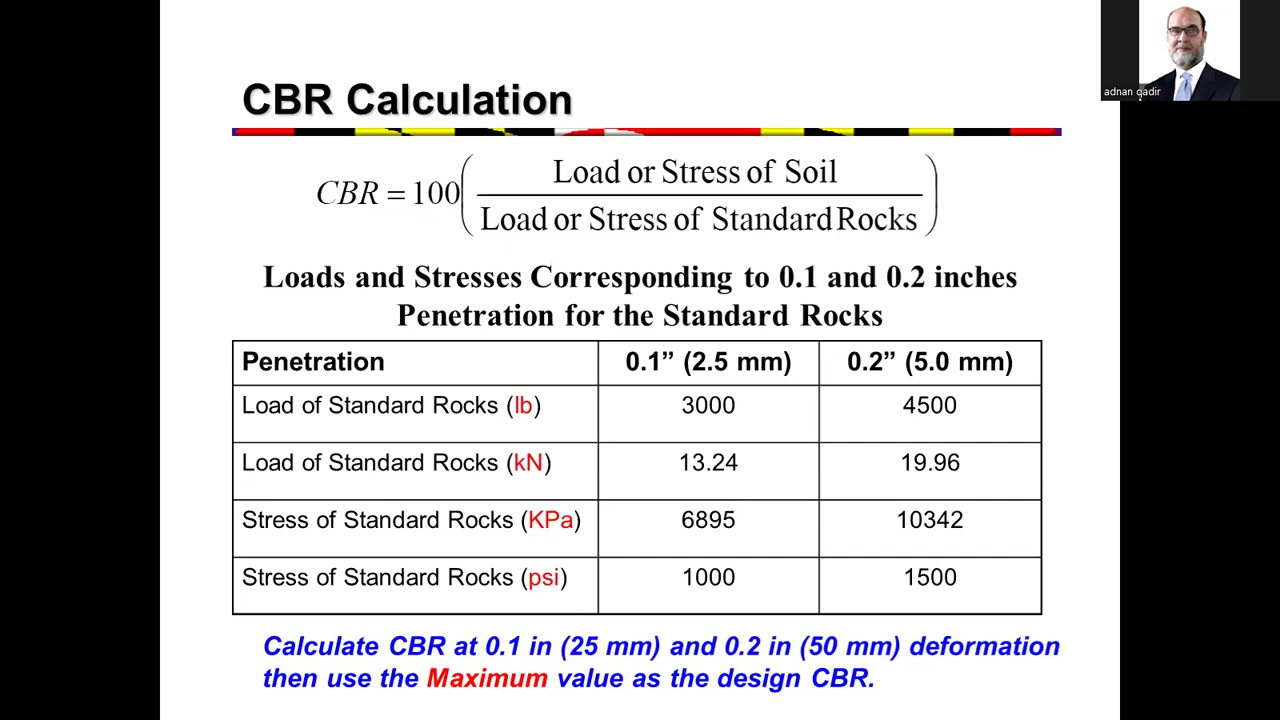 adnan qadir
CBR Calculation
CBR = 100 ( Load or Stress of Soil / Load or Stress of Standard Rocks )
Loads and Stresses Corresponding to 0.1 and 0.2 inches
Penetration for the Standard Rocks
Penetration 0.1” (2.5 mm) 0.2” (5.0 mm)
Load of Standard Rocks (lb) 3000 4500
Load of Standard Rocks (kN) 13.24 19.96
Stress of Standard Rocks (KPa) 6895 10342
Stress of Standard Rocks (psi) 1000 1500
Calculate CBR at 0.1 in (25 mm) and 0.2 in (50 mm) deformation
then use the Maximum value as the design CBR.